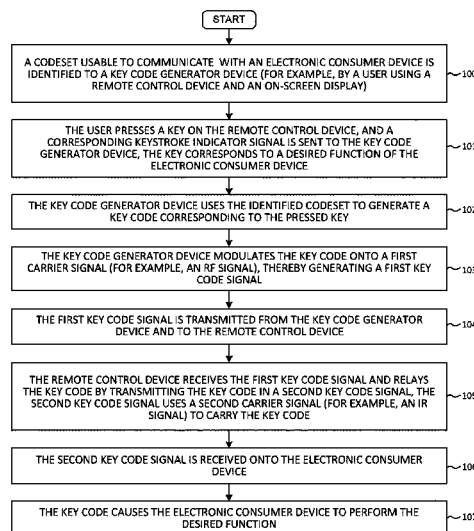 START
A CODESET USABLE TO COMMUNICATE WITH AN ELECTRONIC CONSUMER DEVICE IS
IDENTIFIED TO A KEY CODE GENERATOR DEVICE (FOR EXAMPLE, BY A USER USING A
REMOTE CONTROL DEVICE AND AN ON-SCREEN DISPLAY)
100
THE USER PRESSES A KEY ON THE REMOTE CONTROL DEVICE, AND A
CORRESPONDING KEYSTROKE INDICATOR SIGNAL IS SENT TO THE KEY CODE
GENERATOR DEVICE, THE KEY CORRESPONDS TO A DESIRED FUNCTION OF THE
ELECTRONIC CONSUMER DEVICE
101
THE KEY CODE GENERATOR DEVICE USES THE IDENTIFIED CODESET TO GENERATE A
KEY CODE CORRESPONDING TO THE PRESSED KEY
102
THE KEY CODE GENERATOR DEVICE MODULATES THE KEY CODE ONTO A FIRST
CARRIER SIGNAL (FOR EXAMPLE, AN RF SIGNAL), THEREBY GENERATING A FIRST KEY
CODE SIGNAL
103
THE FIRST KEY CODE SIGNAL IS TRANSMITTED FROM THE KEY CODE GENERATOR
DEVICE AND TO THE REMOTE CONTROL DEVICE
104
THE REMOTE CONTROL DEVICE RECEIVES THE FIRST KEY CODE SIGNAL AND RELAYS
THE KEY CODE BY TRANSMITTING THE KEY CODE IN A SECOND KEY CODE SIGNAL, THE
SECOND KEY CODE SIGNAL USES A SECOND CARRIER SIGNAL (FOR EXAMPLE, AN IR
SIGNAL) TO CARRY THE KEY CODE
105
THE SECOND KEY CODE SIGNAL IS RECEIVED ONTO THE ELECTRONIC CONSUMER
DEVICE
106
THE KEY CODE CAUSES THE ELECTRONIC CONSUMER DEVICE TO PERFORM THE
DESIRED FUNCTION
107